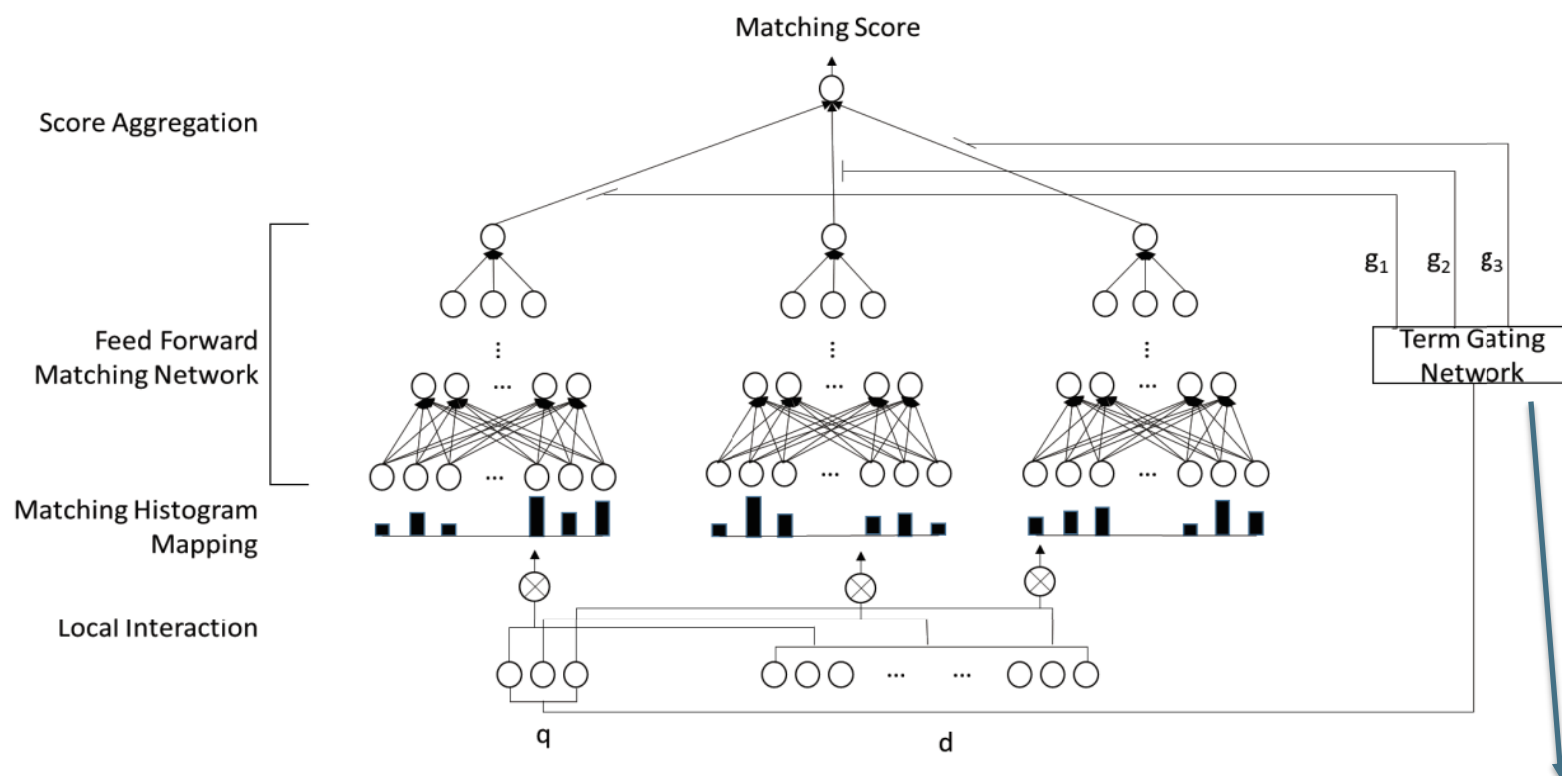 Matching Score
Score Aggregation
g₁
g₂
g₃
Feed Forward
Matching Network
Term Gating
Network
...
...
...
...
...
...
Matching Histogram
Mapping
Local Interaction
...
...
q
d